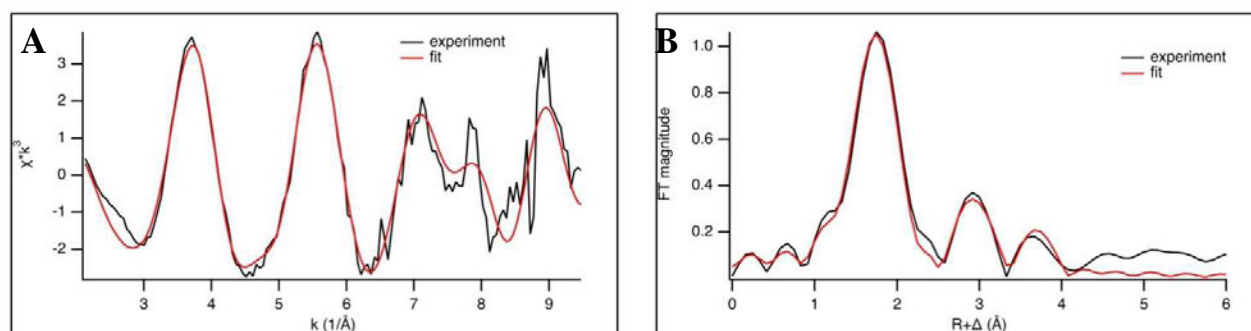 A
experiment
fit
3
2
1
0
-1
-2
χ*k³
3 4 5 6 7 8 9
k (1/Å)
B
experiment
fit
1.0
0.8
0.6
0.4
0.2
FT magnitude
0 1 2 3 4 5 6
R+Δ (Å)